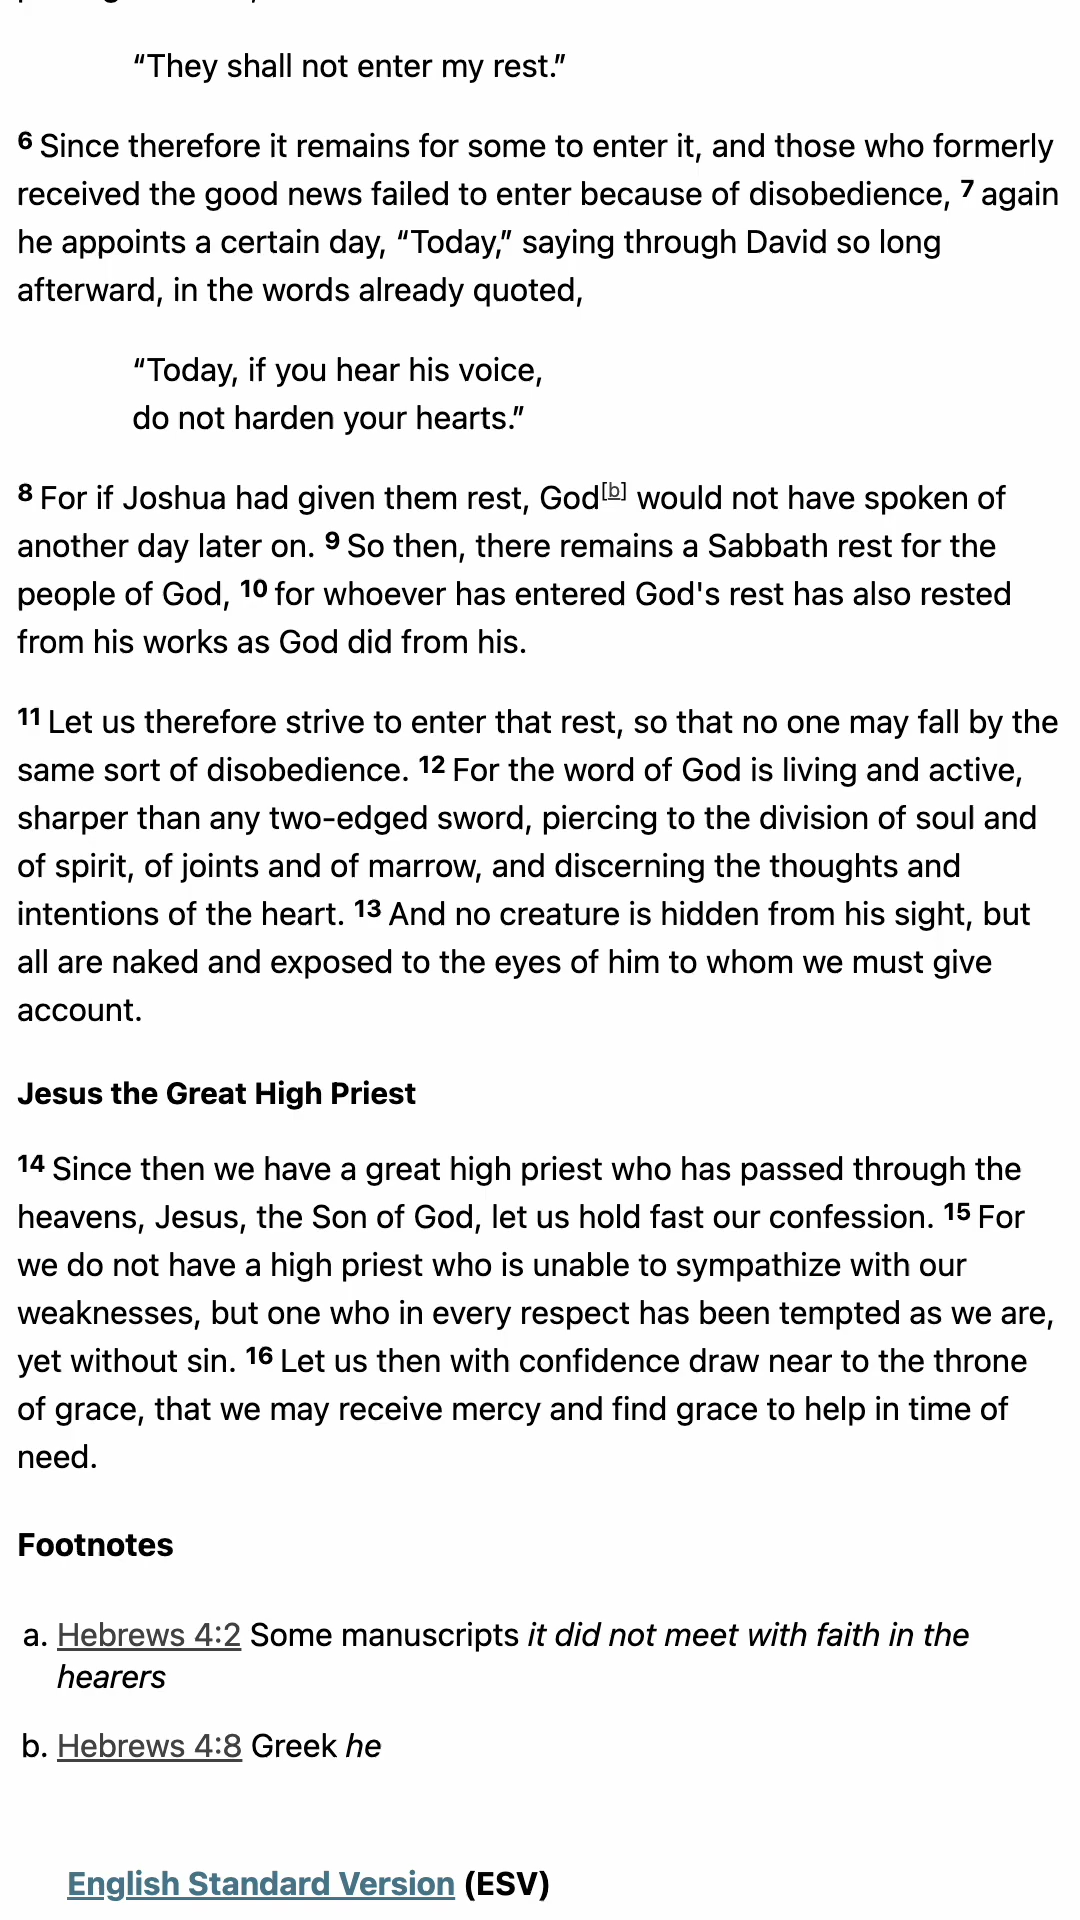 “They shall not enter my rest.”
6 Since therefore it remains for some to enter it, and those who formerly
received the good news failed to enter because of disobedience, 7 again
he appoints a certain day, “Today,” saying through David so long
afterward, in the words already quoted,
“Today, if you hear his voice,
do not harden your hearts.”
8 For if Joshua had given them rest, God[b] would not have spoken of
another day later on. 9 So then, there remains a Sabbath rest for the
people of God, 10 for whoever has entered God's rest has also rested
from his works as God did from his.
11 Let us therefore strive to enter that rest, so that no one may fall by the
same sort of disobedience. 12 For the word of God is living and active,
sharper than any two-edged sword, piercing to the division of soul and
of spirit, of joints and of marrow, and discerning the thoughts and
intentions of the heart. 13 And no creature is hidden from his sight, but
all are naked and exposed to the eyes of him to whom we must give
account.
Jesus the Great High Priest
14 Since then we have a great high priest who has passed through the
heavens, Jesus, the Son of God, let us hold fast our confession. 15 For
we do not have a high priest who is unable to sympathize with our
weaknesses, but one who in every respect has been tempted as we are,
yet without sin. 16 Let us then with confidence draw near to the throne
of grace, that we may receive mercy and find grace to help in time of
need.
Footnotes
a. Hebrews 4:2 Some manuscripts it did not meet with faith in the
hearers
b. Hebrews 4:8 Greek he
English Standard Version (ESV)